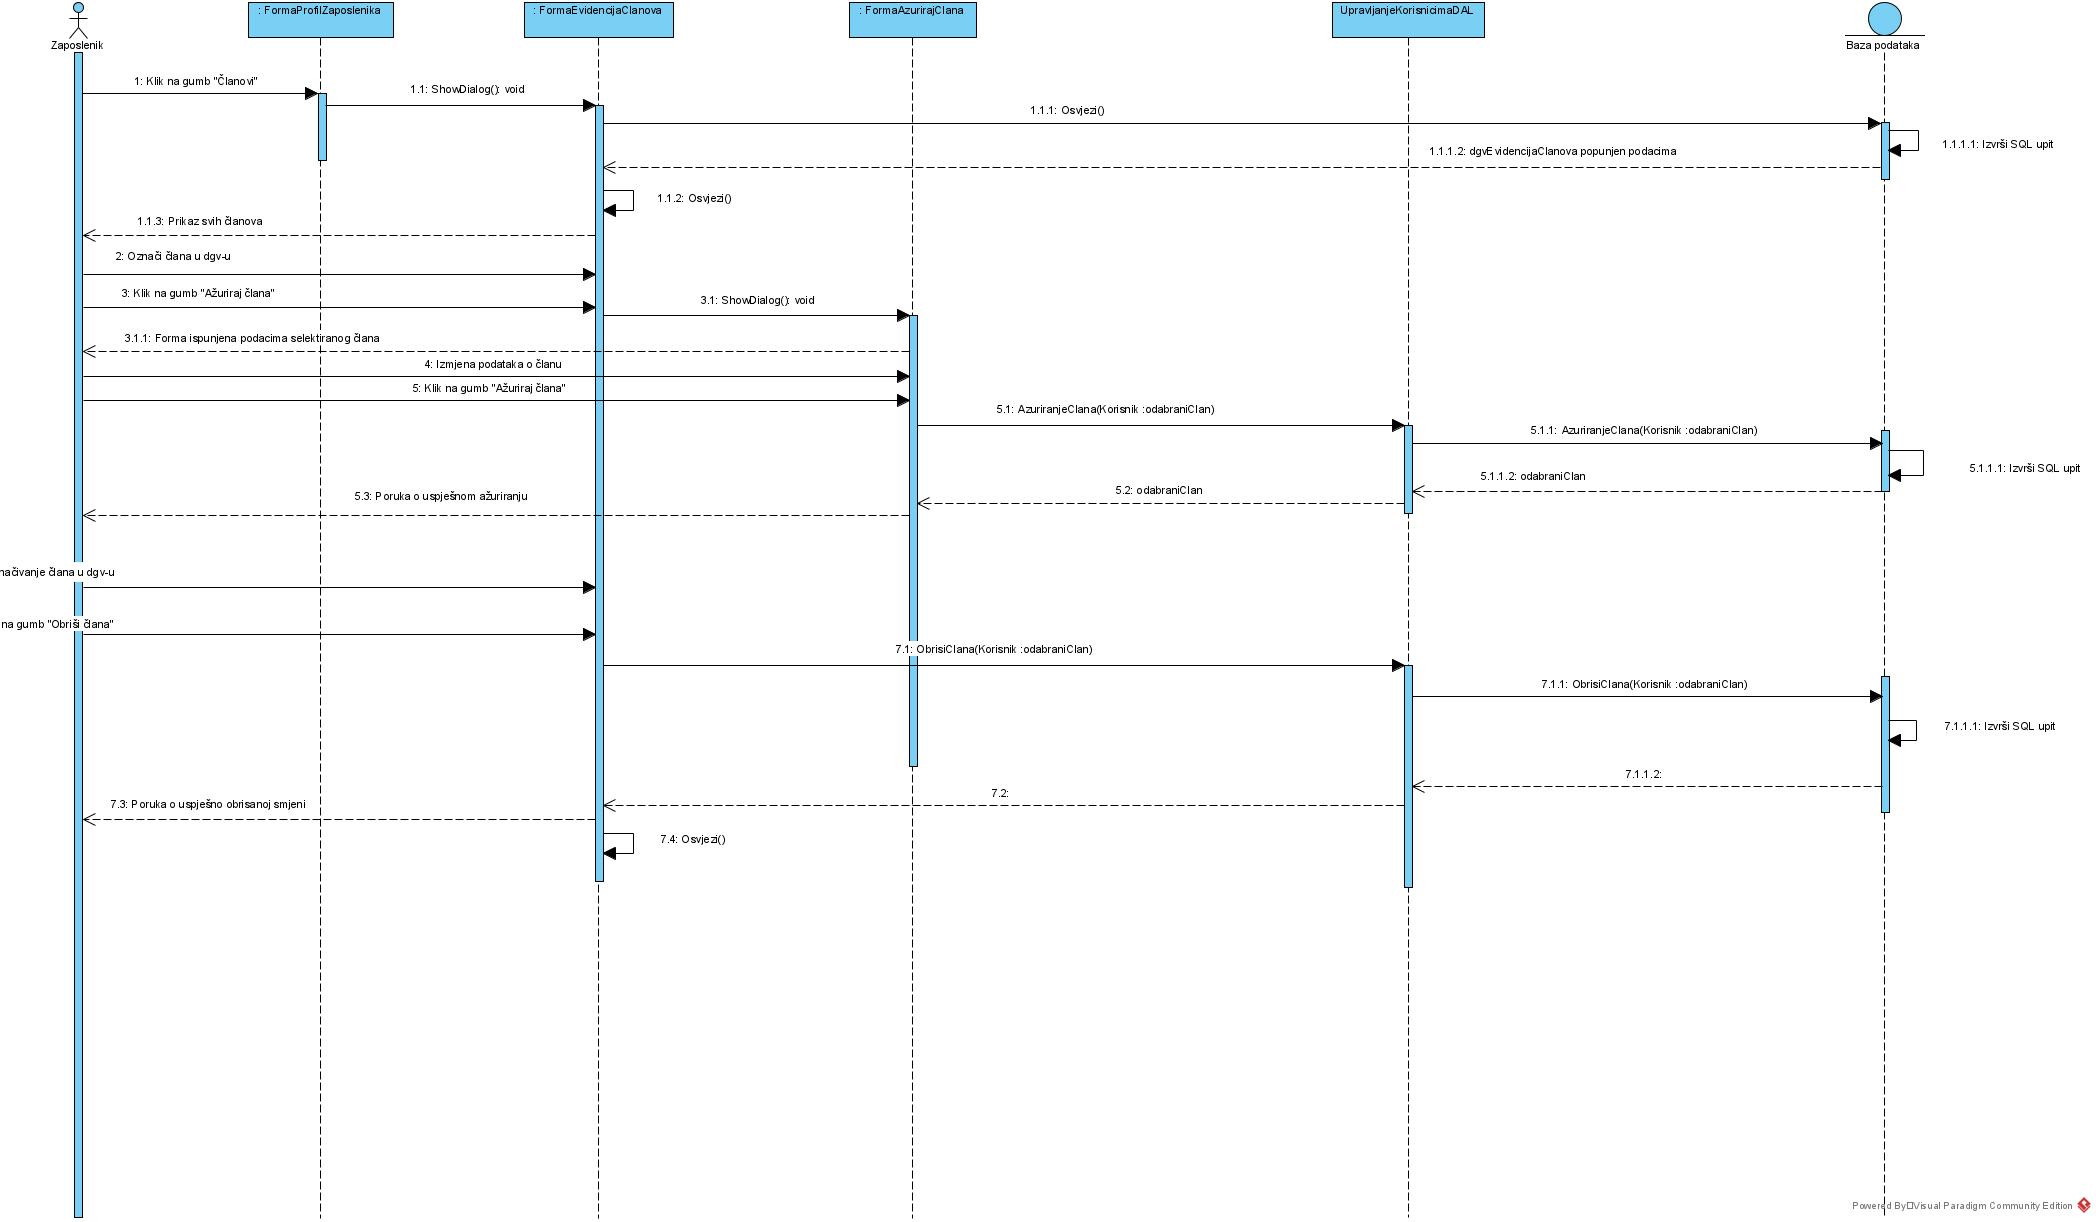 Zaposlenik
: FormaProfilZaposlenika
: FormaEvidencijaClanova
: FormaAzurirajClana
UpravljanjeKorisnicimaDAL
Baza podataka
1: Klik na gumb "Članovi"
1.1: ShowDialog(): void
1.1.1: Osvjezi()
1.1.1.1: Izvrši SQL upit
1.1.1.2: dgvEvidencijaClanova popunjen podacima
1.1.2: Osvjezi()
1.1.3: Prikaz svih članova
2: Označi člana u dgv-u
3: Klik na gumb "Ažuriraj člana"
3.1: ShowDialog(): void
3.1.1: Forma ispunjena podacima selektiranog člana
4: Izmjena podataka o članu
5: Klik na gumb "Ažuriraj člana"
5.1: AzuriranjeClana(Korisnik :odabraniClan)
5.1.1: AzuriranjeClana(Korisnik :odabraniClan)
5.1.1.1: Izvrši SQL upit
5.1.1.2: odabraniClan
5.2: odabraniClan
5.3: Poruka o uspješnom ažuriranju
načivanje člana u dgv-u
na gumb "Obriši člana"
7.1: ObrisiClana(Korisnik :odabraniClan)
7.1.1: ObrisiClana(Korisnik :odabraniClan)
7.1.1.1: Izvrši SQL upit
7.1.1.2:
7.2:
7.3: Poruka o uspješno obrisanoj smjeni
7.4: Osvjezi()
Powered By Visual Paradigm Community Edition